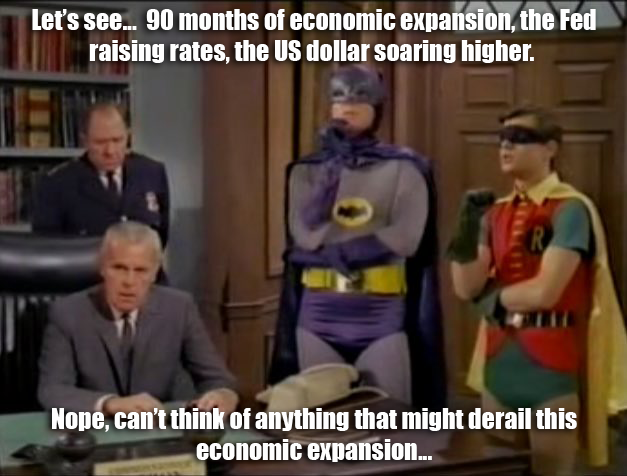 Let's see...  90 months of economic expansion, the Fed
raising rates, the US dollar soaring higher.
R
Nope, can't think of anything that might derail this
economic expansion...